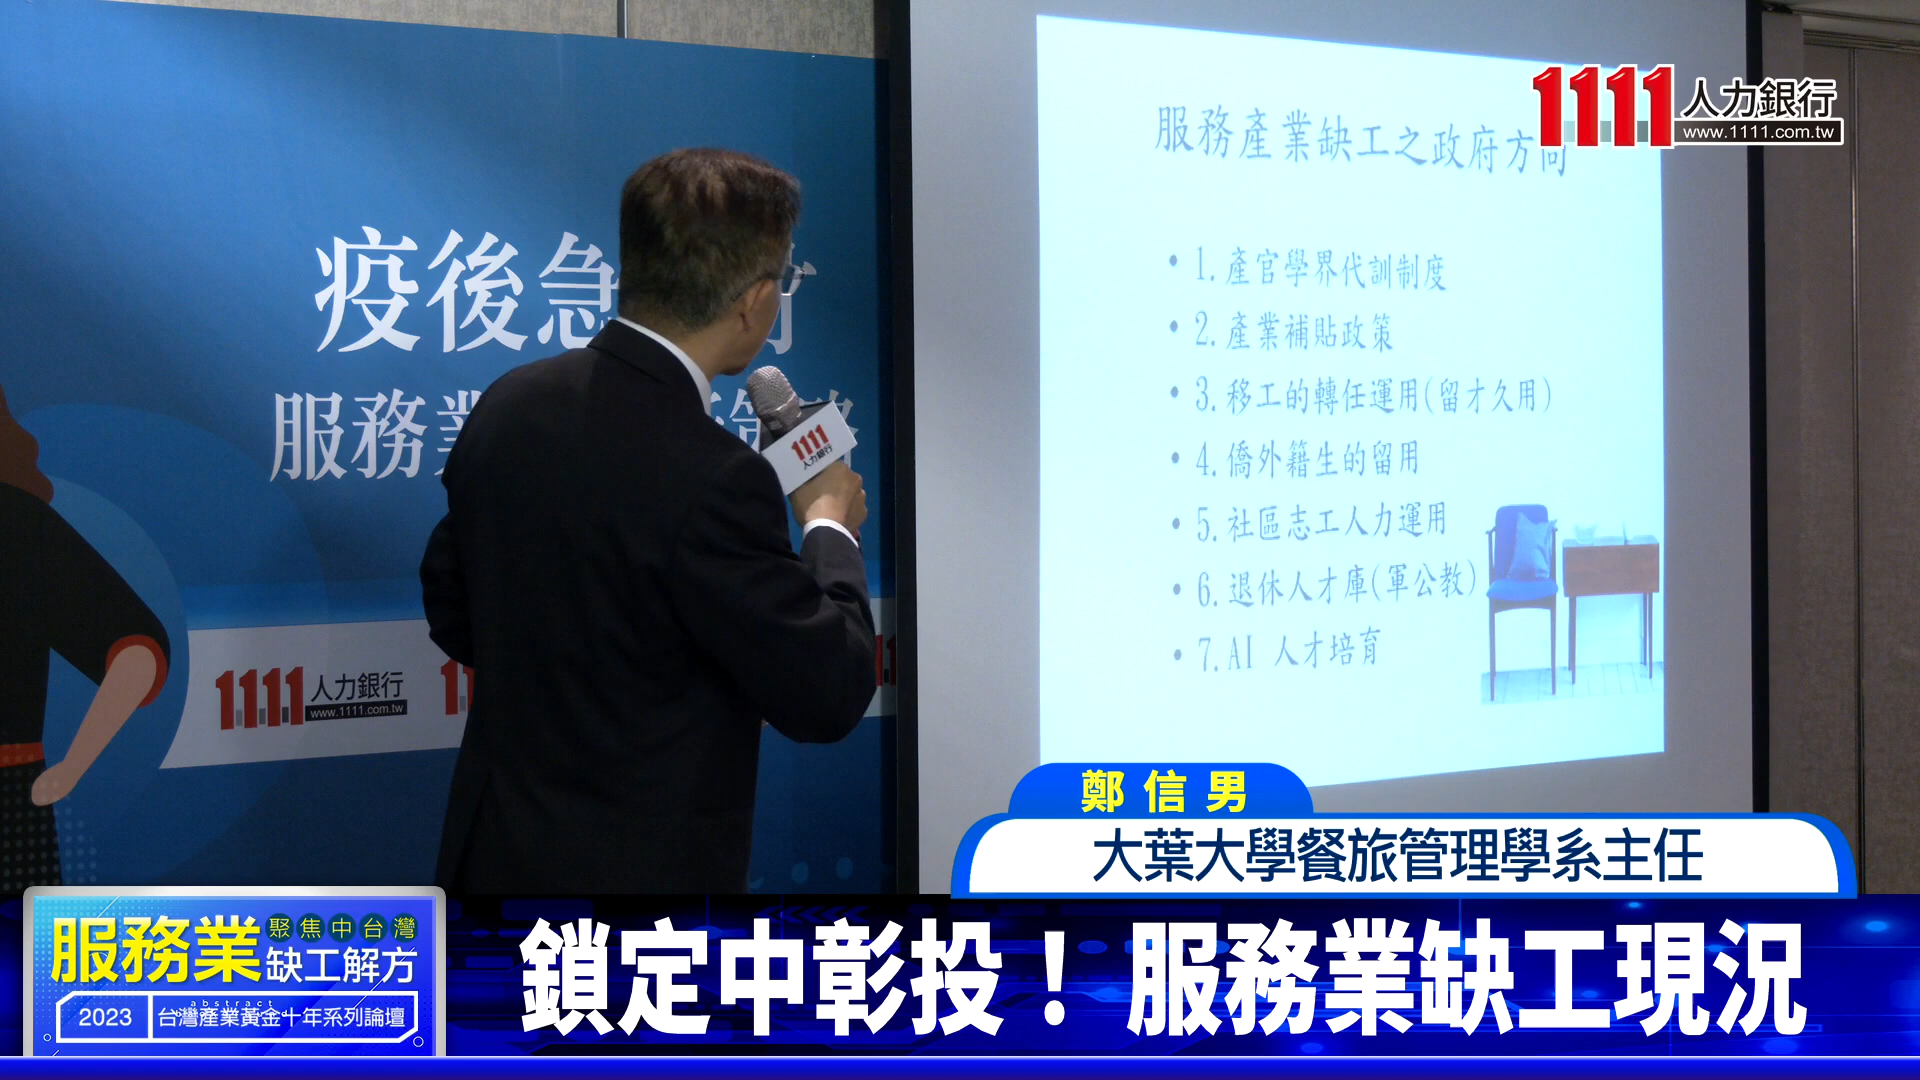 1111人力銀行
www.1111.com.tw
服務產業缺工之政府方向
• 1.產官學界代訓制度
• 2.產業補貼政策
• 3.移工的轉任運用(留才久用)
• 4.僑外籍生的留用
• 5.社區志工人力運用
• 6.退休人才庫(軍公教)
• 7.AI 人才培育
疫後急
服務業
1111
人力銀行
1111人力銀行
www.1111.com.tw
鄭信男
大葉大學餐旅管理學系主任
服務業
聚焦中台灣
缺工解方
abstract
2023
台灣產業黃金十年系列論壇
鎖定中彰投！服務業缺工現況